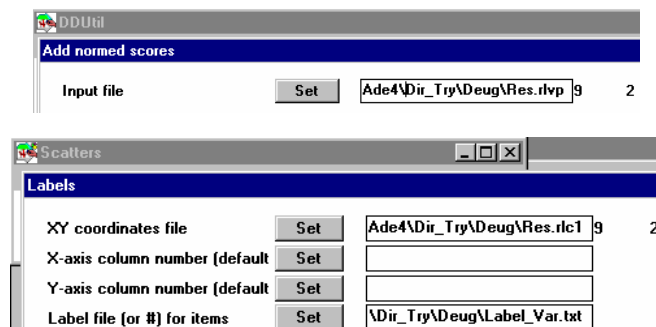 DDUtil
Add normed scores
Input file Set Ade4\Dir_Try\Deug\Res.rlvp 9 2
Scatters
Labels
XY coordinates file Set Ade4\Dir_Try\Deug\Res.rlc1 9 2
X-axis column number (default Set
Y-axis column number (default Set
Label file (or #) for items Set \Dir_Try\Deug\Label_Var.txt